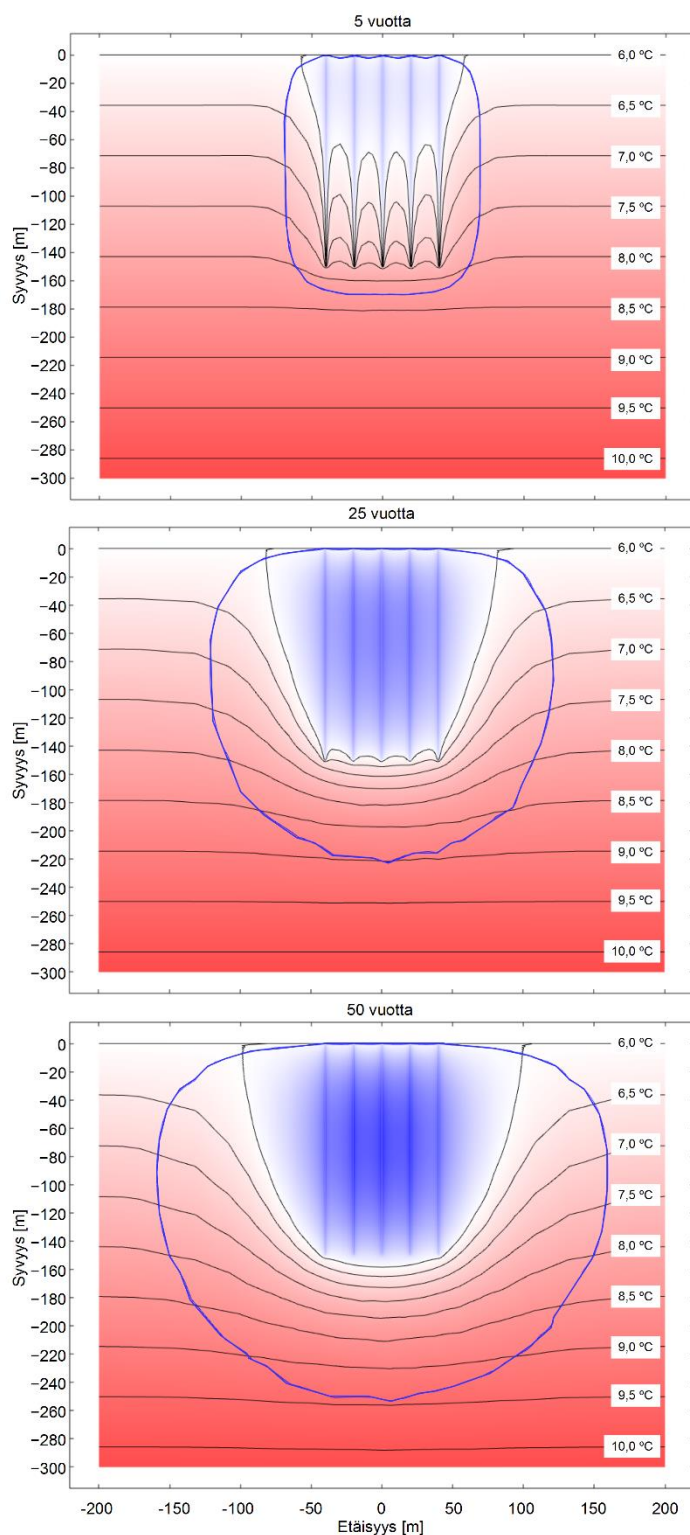 5 vuotta
0
−20
−40
−60
−80
−100
−120
−140
−160
−180
−200
−220
−240
−260
−280
−300
Syvyys [m]
6,0 ºC
6,5 ºC
7,0 ºC
7,5 ºC
8,0 ºC
8,5 ºC
9,0 ºC
9,5 ºC
10,0 ºC
25 vuotta
0
−20
−40
−60
−80
−100
−120
−140
−160
−180
−200
−220
−240
−260
−280
−300
Syvyys [m]
6,0 ºC
6,5 ºC
7,0 ºC
7,5 ºC
8,0 ºC
8,5 ºC
9,0 ºC
9,5 ºC
10,0 ºC
50 vuotta
0
−20
−40
−60
−80
−100
−120
−140
−160
−180
−200
−220
−240
−260
−280
−300
Syvyys [m]
6,0 ºC
6,5 ºC
7,0 ºC
7,5 ºC
8,0 ºC
8,5 ºC
9,0 ºC
9,5 ºC
10,0 ºC
-200 -150 -100 -50 0 50 100 150 200
Etäisyys [m]